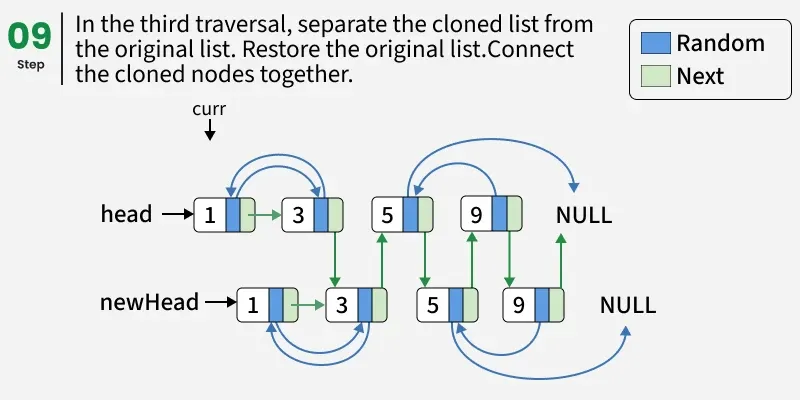 09
Step
In the third traversal, separate the cloned list from
the original list. Restore the original list.Connect
the cloned nodes together.
Random
Next
curr
head 1 3 5 9 NULL
newHead 1 3 5 9 NULL